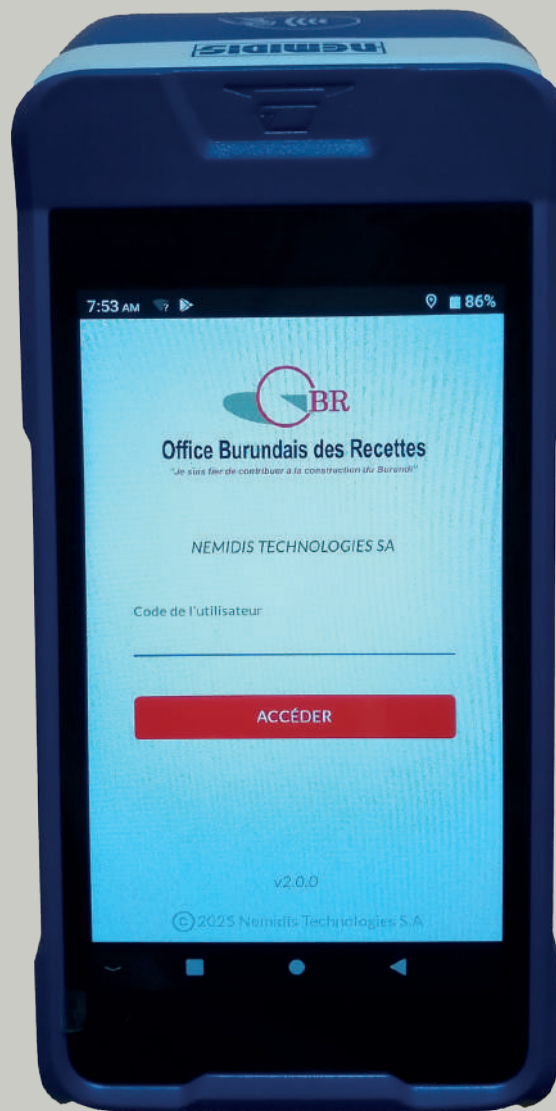 nemidis
7:53 AM ? 86%
OBR
Office Burundais des Recettes
"Je suis fier de contribuer à la construction du Burundi"
NEMIDIS TECHNOLOGIES SA
Code de l'utilisateur
ACCÉDER
v2.0.0
© 2025 Nemidis Technologies S.A